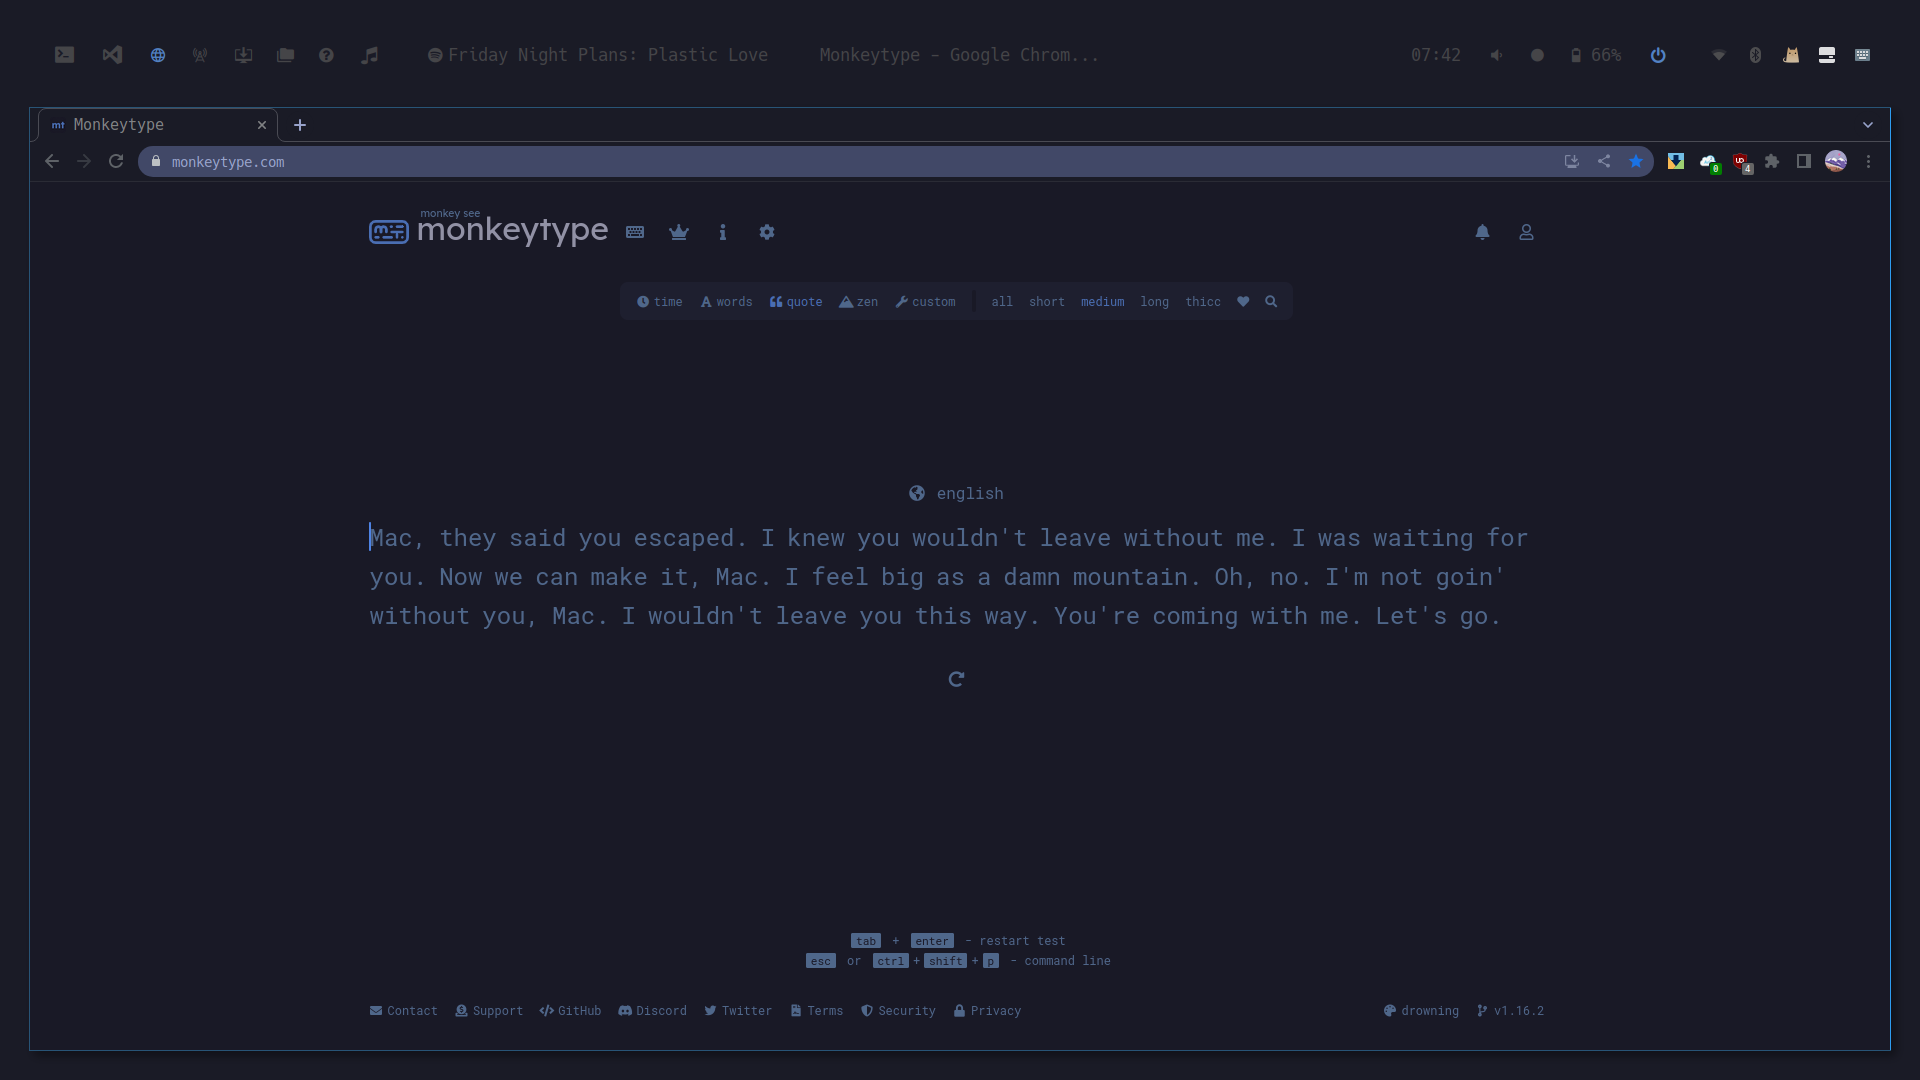 Friday Night Plans: Plastic Love
Monkeytype - Google Chrom...
07:42
66%
mt Monkeytype
monkeytype.com
0
4
monkey see
monkeytype
time words quote zen custom all short medium long thicc
english
Mac, they said you escaped. I knew you wouldn't leave without me. I was waiting for
you. Now we can make it, Mac. I feel big as a damn mountain. Oh, no. I'm not goin'
without you, Mac. I wouldn't leave you this way. You're coming with me. Let's go.
tab + enter - restart test
esc or ctrl + shift + p - command line
Contact Support GitHub Discord Twitter Terms Security Privacy drowning v1.16.2